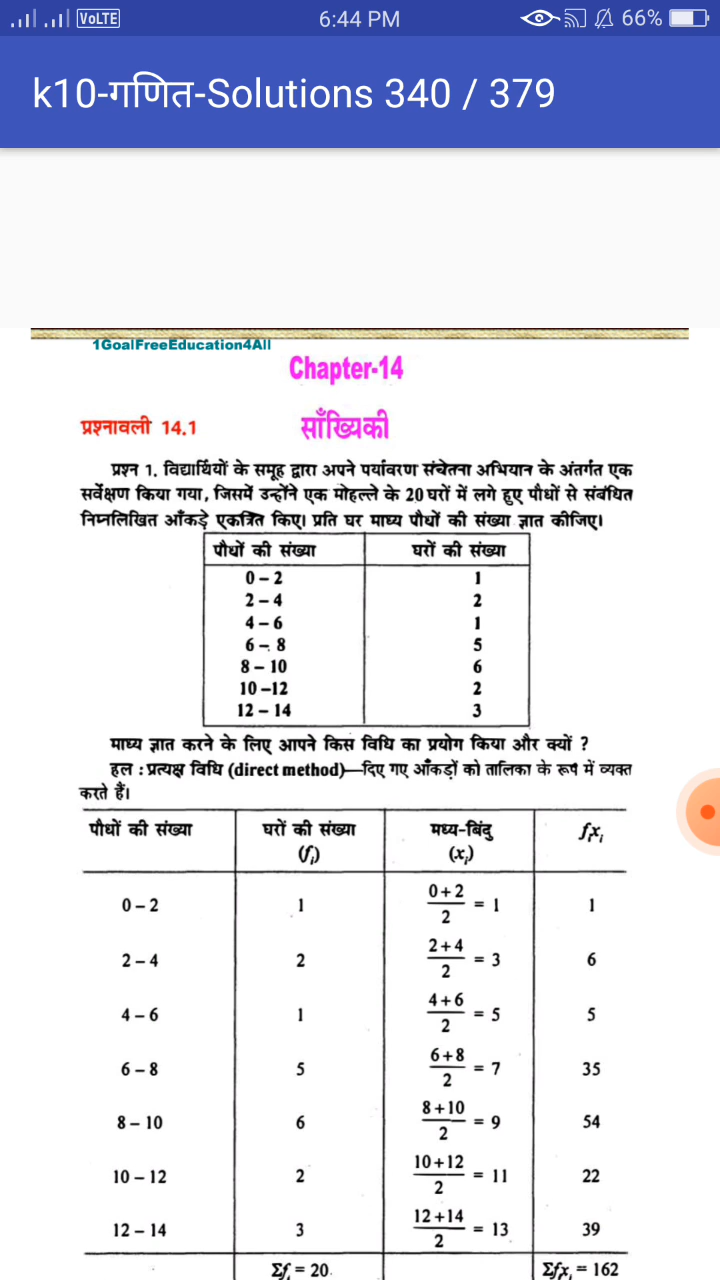 VoLTE 6:44 PM 66%
k10-गणित-Solutions 340 / 379
1GoalFreeEducation4All
Chapter-14
प्रश्नावली 14.1 साँख्यिकी
प्रश्न 1. विद्यार्थियों के समूह द्वारा अपने पर्यावरण संचेतना अभियान के अंतर्गत एक
सर्वेक्षण किया गया, जिसमें उन्होंने एक मोहल्ले के 20 घरों में लगे हुए पौधों से संबंधित
निम्नलिखित आँकड़े एकत्रित किए। प्रति घर माध्य पौधों की संख्या ज्ञात कीजिए।
पौधों की संख्या घरों की संख्या
0 – 2 1
2 – 4 2
4 – 6 1
6 – 8 5
8 – 10 6
10 –12 2
12 – 14 3
माध्य ज्ञात करने के लिए आपने किस विधि का प्रयोग किया और क्यों ?
हल : प्रत्यक्ष विधि (direct method)—दिए गए आँकड़ों को तालिका के रूप में व्यक्त
करते हैं।
पौधों की संख्या घरों की संख्या मध्य-बिंदु fᵢxᵢ
(fᵢ) (xᵢ)
0 – 2 1 (0+2)/2 = 1 1
2 – 4 2 (2+4)/2 = 3 6
4 – 6 1 (4+6)/2 = 5 5
6 – 8 5 (6+8)/2 = 7 35
8 – 10 6 (8+10)/2 = 9 54
10 – 12 2 (10+12)/2 = 11 22
12 – 14 3 (12+14)/2 = 13 39
Σfᵢ = 20 Σfᵢxᵢ = 162